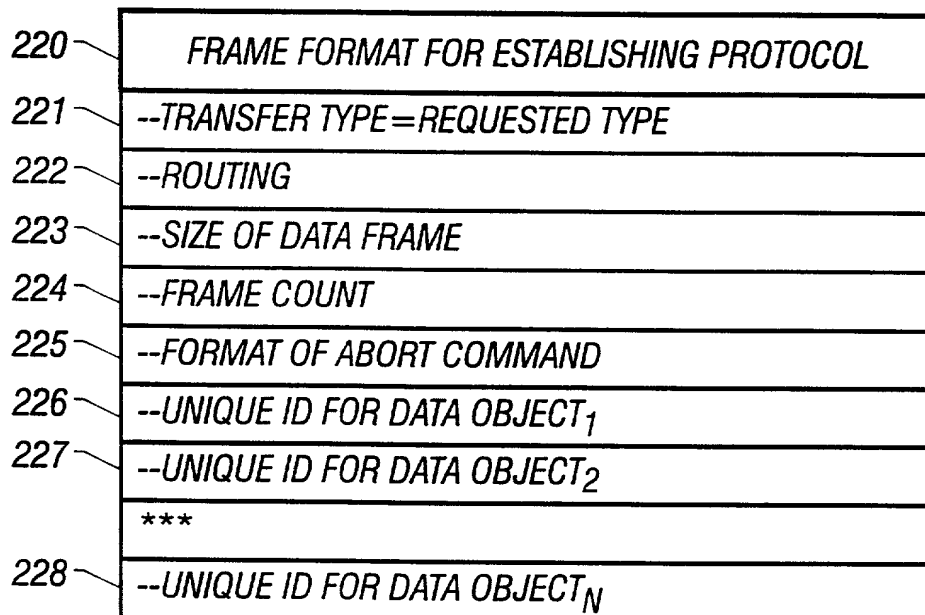 220 FRAME FORMAT FOR ESTABLISHING PROTOCOL
221 --TRANSFER TYPE=REQUESTED TYPE
222 --ROUTING
223 --SIZE OF DATA FRAME
224 --FRAME COUNT
225 --FORMAT OF ABORT COMMAND
226 --UNIQUE ID FOR DATA OBJECT1
227 --UNIQUE ID FOR DATA OBJECT2
***
228 --UNIQUE ID FOR DATA OBJECTN